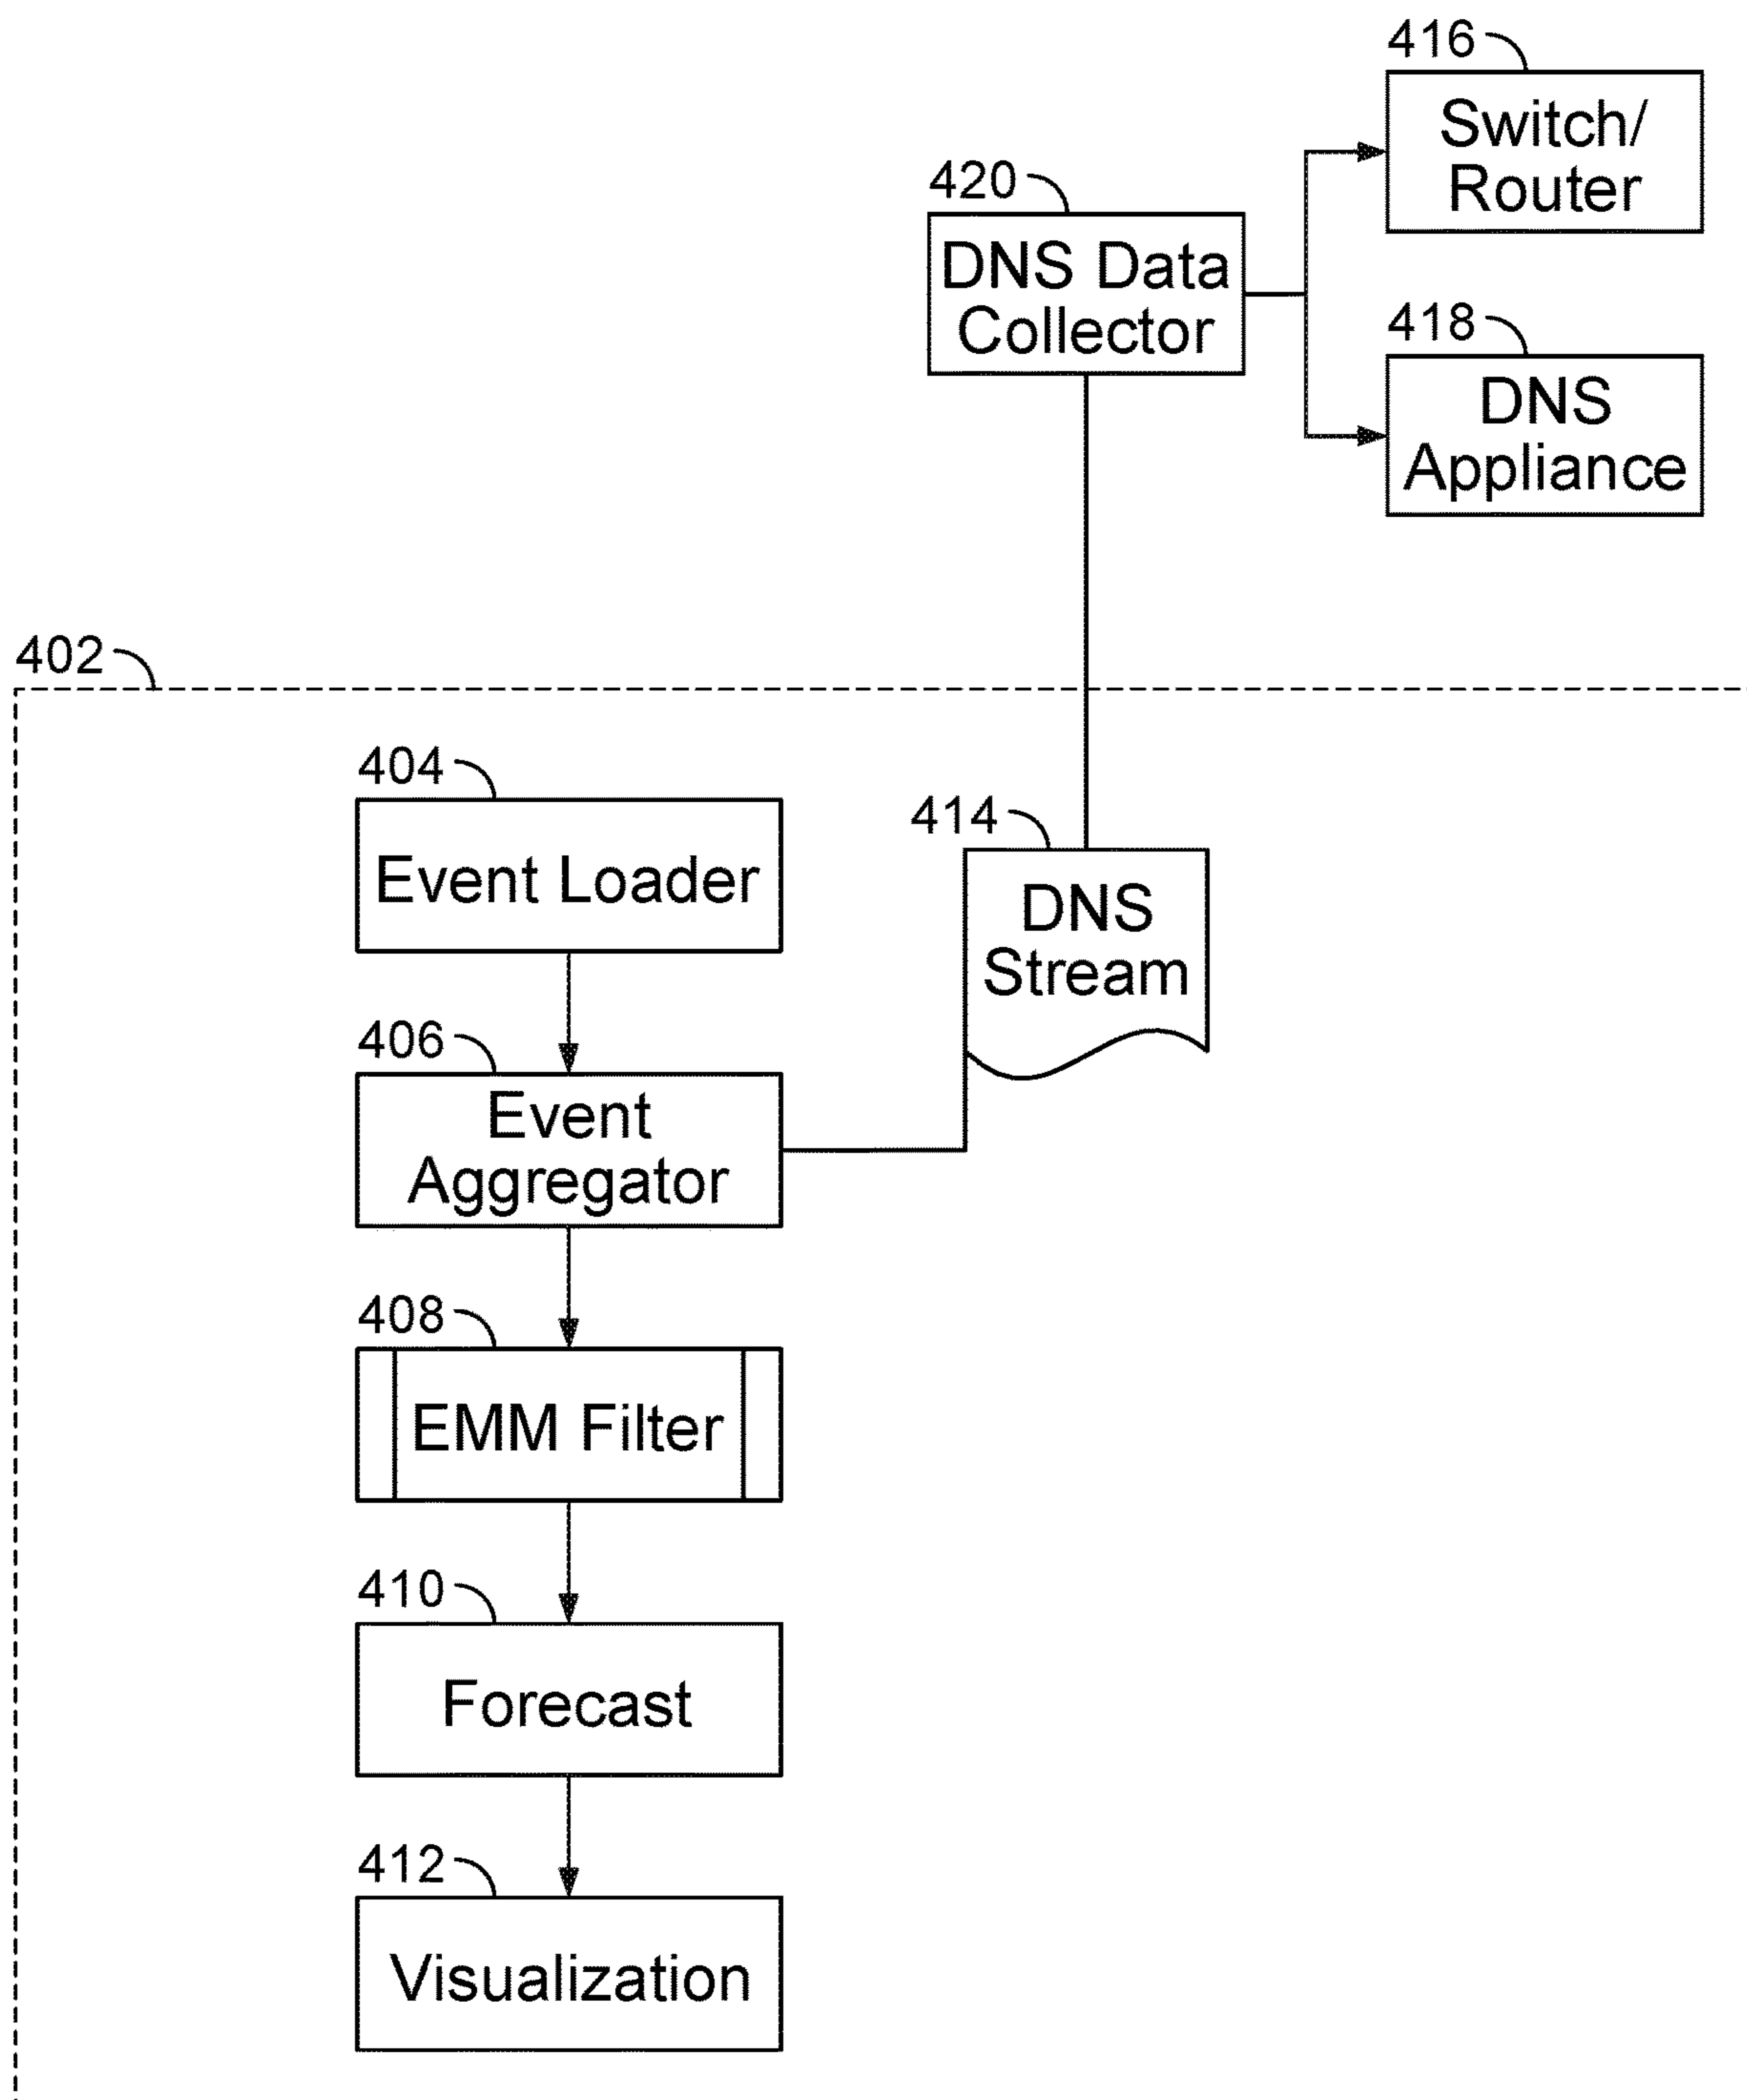 416
Switch/
Router
420
DNS Data
Collector
418
DNS
Appliance
402
404
Event Loader
414
DNS
Stream
406
Event
Aggregator
408
EMM Filter
410
Forecast
412
Visualization